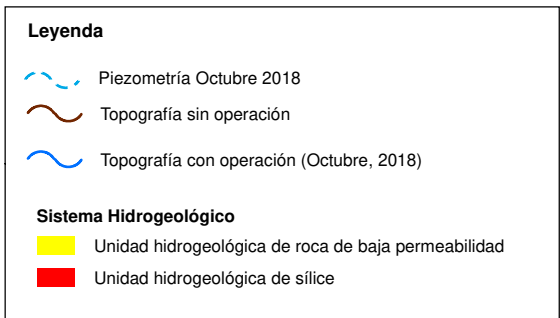 Leyenda
Piezometría Octubre 2018
Topografía sin operación
Topografía con operación (Octubre, 2018)
Sistema Hidrogeológico
Unidad hidrogeológica de roca de baja permeabilidad
Unidad hidrogeológica de sílice